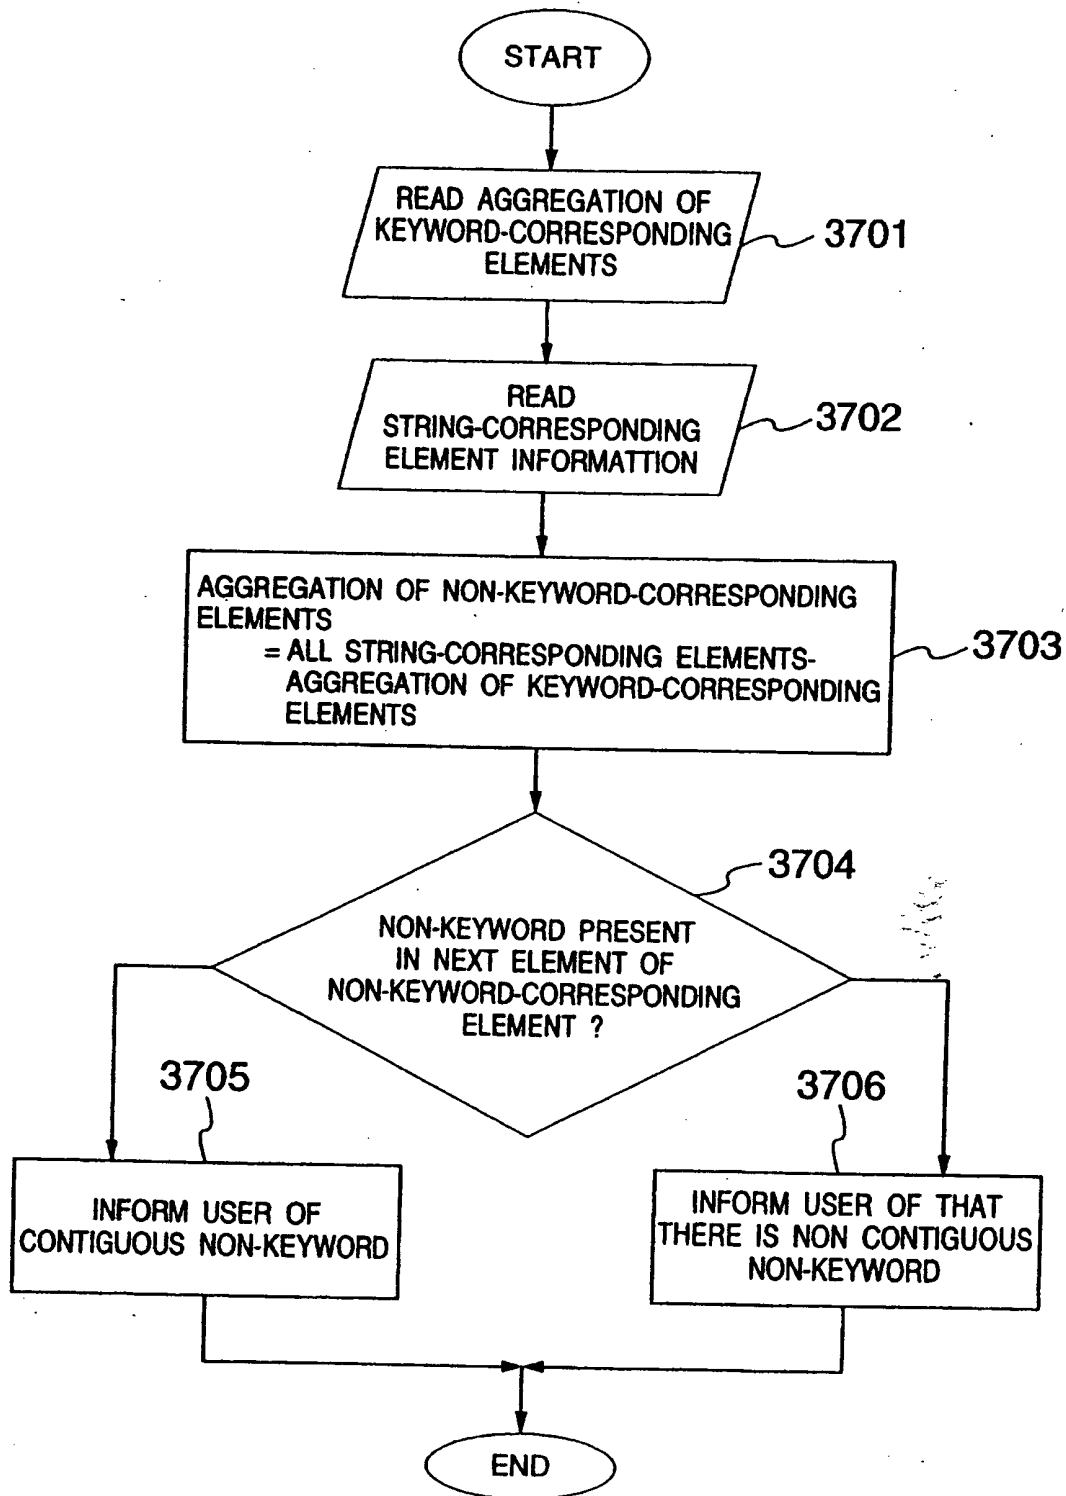 START
READ AGGREGATION OF
KEYWORD-CORRESPONDING
ELEMENTS
3701
READ
STRING-CORRESPONDING
ELEMENT INFORMATTION
3702
AGGREGATION OF NON-KEYWORD-CORRESPONDING
ELEMENTS
= ALL STRING-CORRESPONDING ELEMENTS-
AGGREGATION OF KEYWORD-CORRESPONDING
ELEMENTS
3703
3704
NON-KEYWORD PRESENT
IN NEXT ELEMENT OF
NON-KEYWORD-CORRESPONDING
ELEMENT ?
3705
INFORM USER OF
CONTIGUOUS NON-KEYWORD
3706
INFORM USER OF THAT
THERE IS NON CONTIGUOUS
NON-KEYWORD
END